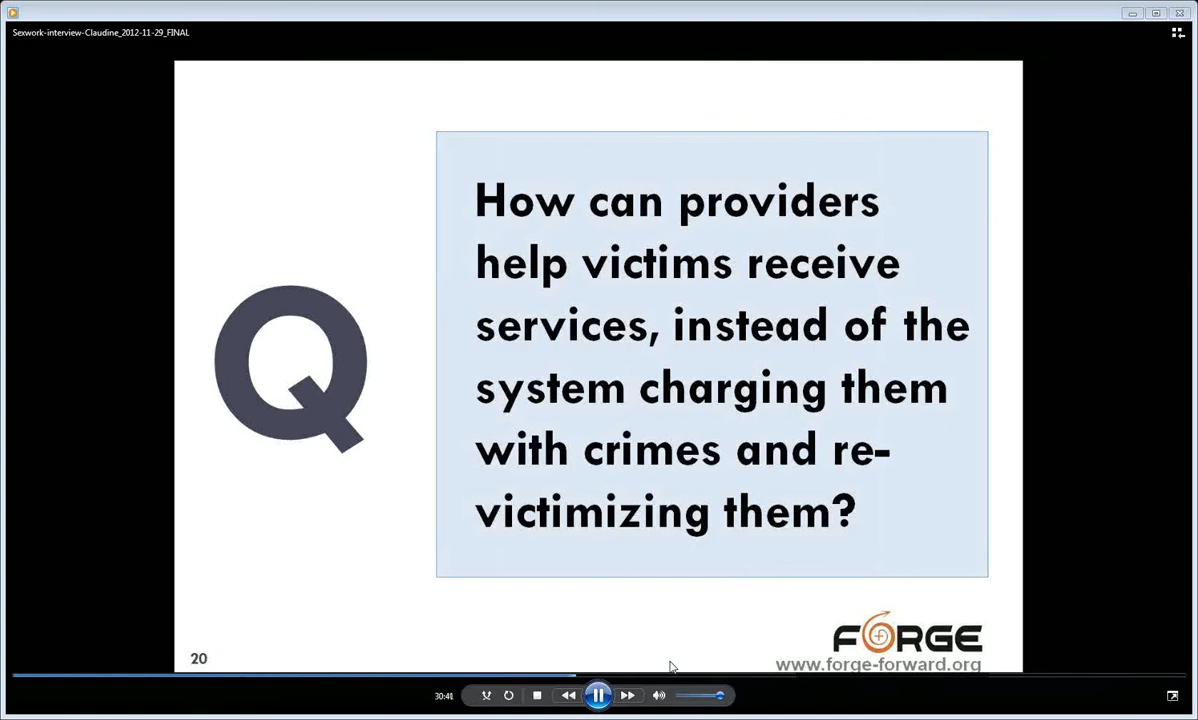 Sexwork-interview-Claudine_2012-11-29_FINAL
Q
How can providers
help victims receive
services, instead of the
system charging them
with crimes and re-
victimizing them?
FORGE
www.forge-forward.org
20
30:41